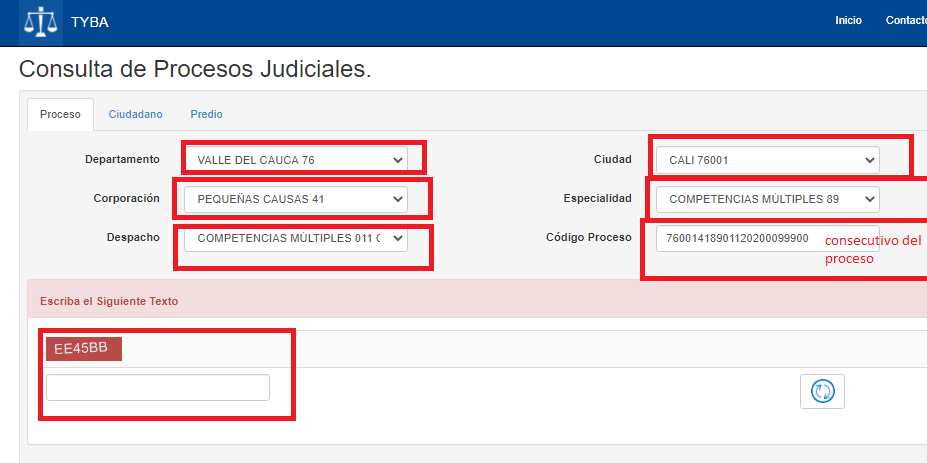 TYBA Inicio Contacto
Consulta de Procesos Judiciales.
Proceso Ciudadano Predio
Departamento VALLE DEL CAUCA 76 Ciudad CALI 76001
Corporación PEQUEÑAS CAUSAS 41 Especialidad COMPETENCIAS MÚLTIPLES 89
Despacho COMPETENCIAS MÚLTIPLES 011 C Código Proceso 76001418901120200099900 consecutivo del
proceso
Escriba el Siguiente Texto
EE45BB